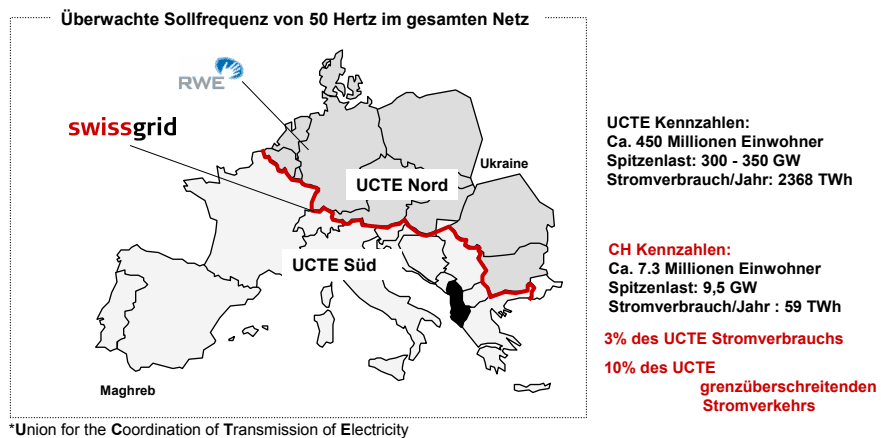 Überwachte Sollfrequenz von 50 Hertz im gesamten Netz
RWE
swissgrid
Ukraine
UCTE Nord
UCTE Süd
Maghreb
*Union for the Coordination of Transmission of Electricity
UCTE Kennzahlen:
Ca. 450 Millionen Einwohner
Spitzenlast: 300 - 350 GW
Stromverbrauch/Jahr: 2368 TWh
CH Kennzahlen:
Ca. 7.3 Millionen Einwohner
Spitzenlast: 9,5 GW
Stromverbrauch/Jahr : 59 TWh
3% des UCTE Stromverbrauchs
10% des UCTE
grenzüberschreitenden
Stromverkehrs